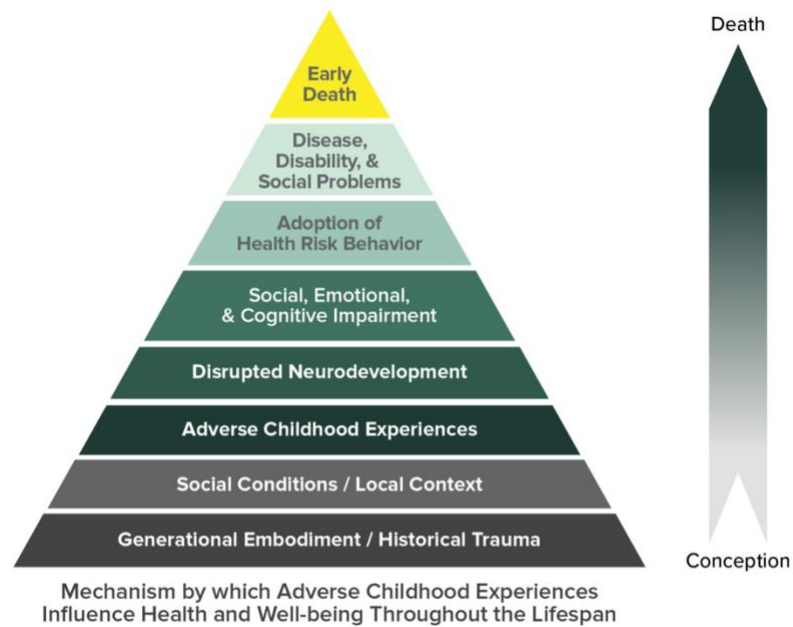 Early
Death
Disease,
Disability, &
Social Problems
Adoption of
Health Risk Behavior
Social, Emotional,
& Cognitive Impairment
Disrupted Neurodevelopment
Adverse Childhood Experiences
Social Conditions / Local Context
Generational Embodiment / Historical Trauma
Mechanism by which Adverse Childhood Experiences
Influence Health and Well-being Throughout the Lifespan
Death
Conception